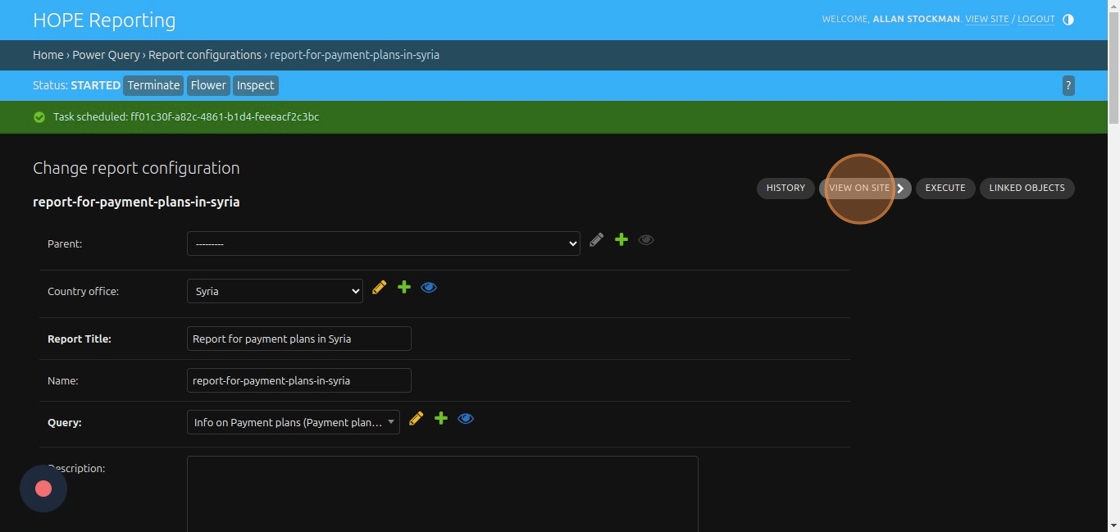 HOPE Reporting
WELCOME, ALLAN STOCKMAN. VIEW SITE / LOGOUT
Home › Power Query › Report configurations › report-for-payment-plans-in-syria
Status: STARTED Terminate Flower Inspect ?
Task scheduled: ff01c30f-a82c-4861-b1d4-feeeacf2c3bc
Change report configuration
HISTORY VIEW ON SITE EXECUTE LINKED OBJECTS
report-for-payment-plans-in-syria
Parent: ---------
Country office: Syria
Report Title: Report for payment plans in Syria
Name: report-for-payment-plans-in-syria
Query: Info on Payment plans (Payment plan...
Description: